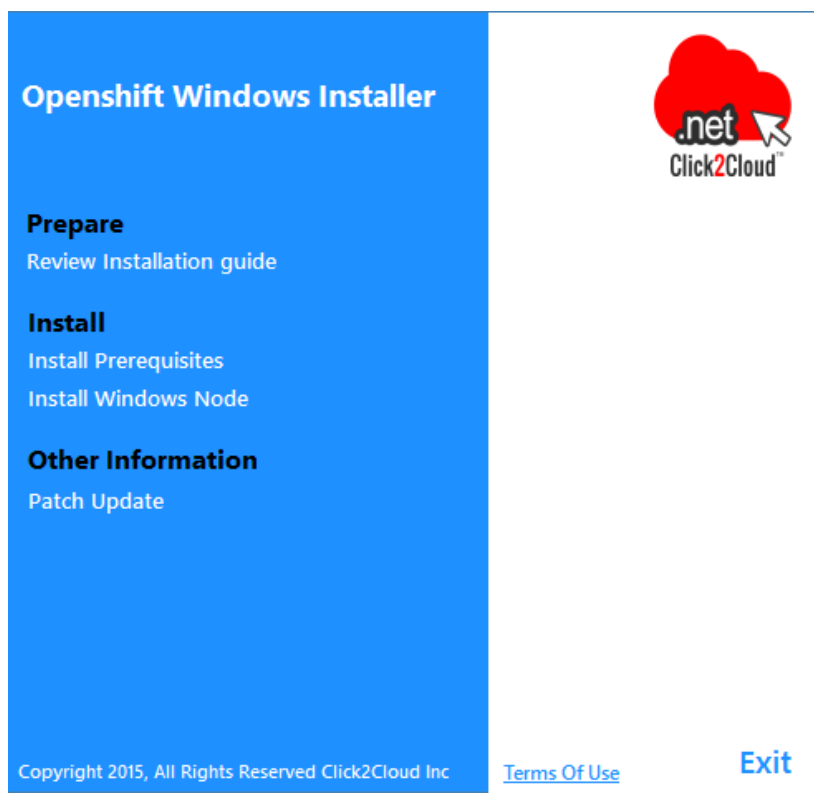 Openshift Windows Installer
.net
Click2Cloud™
Prepare
Review Installation guide
Install
Install Prerequisites
Install Windows Node
Other Information
Patch Update
Copyright 2015, All Rights Reserved Click2Cloud Inc
Terms Of Use
Exit